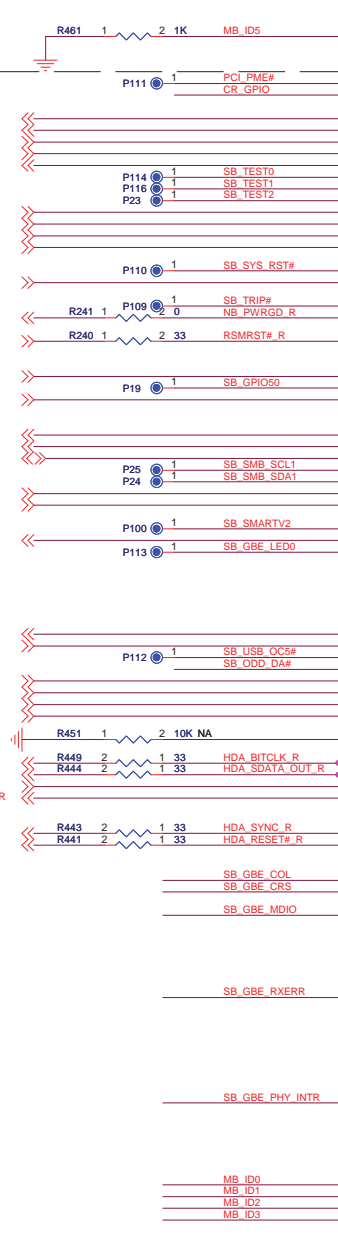 R461 1 2 1K MB_ID5
P111 1 PCI_PME#
CR_GPIO
P114 1 SB_TEST0
P116 1 SB_TEST1
P23 1 SB_TEST2
P110 1 SB_SYS_RST#
P109 1 SB_TRIP#
R241 1 2 0 NB_PWRGD_R
R240 1 2 33 RSMRST#_R
P19 1 SB_GPIO50
P25 1 SB_SMB_SCL1
P24 1 SB_SMB_SDA1
P100 1 SB_SMARTV2
P113 1 SB_GBE_LED0
P112 1 SB_USB_OC5#
SB_ODD_DA#
R451 1 2 10K NA
R449 2 1 33 HDA_BITCLK_R
R444 2 1 33 HDA_SDATA_OUT_R
R
R443 2 1 33 HDA_SYNC_R
R441 2 1 33 HDA_RESET#_R
SB_GBE_COL
SB_GBE_CRS
SB_GBE_MDIO
SB_GBE_RXERR
SB_GBE_PHY_INTR
MB_ID0
MB_ID1
MB_ID2
MB_ID3